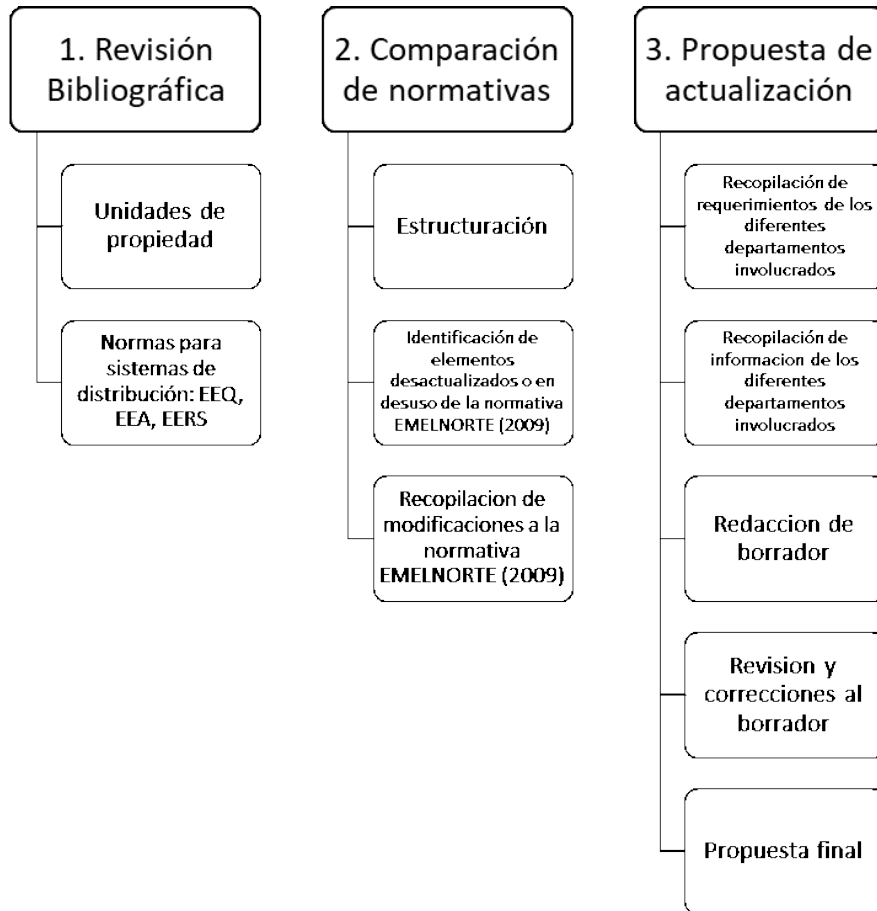 1. Revisión
Bibliográfica
Unidades de
propiedad
Normas para
sistemas de
distribución: EEQ,
EEA, EERS
2. Comparación
de normativas
Estructuración
Identificación de
elementos
desactualizados o en
desuso de la normativa
EMELNORTE (2009)
Recopilacion de
modificaciones a la
normativa
EMELNORTE (2009)
3. Propuesta de
actualización
Recopilación de
requerimientos de los
diferentes
departamentos
involucrados
Recopilación de
informacion de los
diferentes
departamentos
involucrados
Redaccion de
borrador
Revision y
correcciones al
borrador
Propuesta final